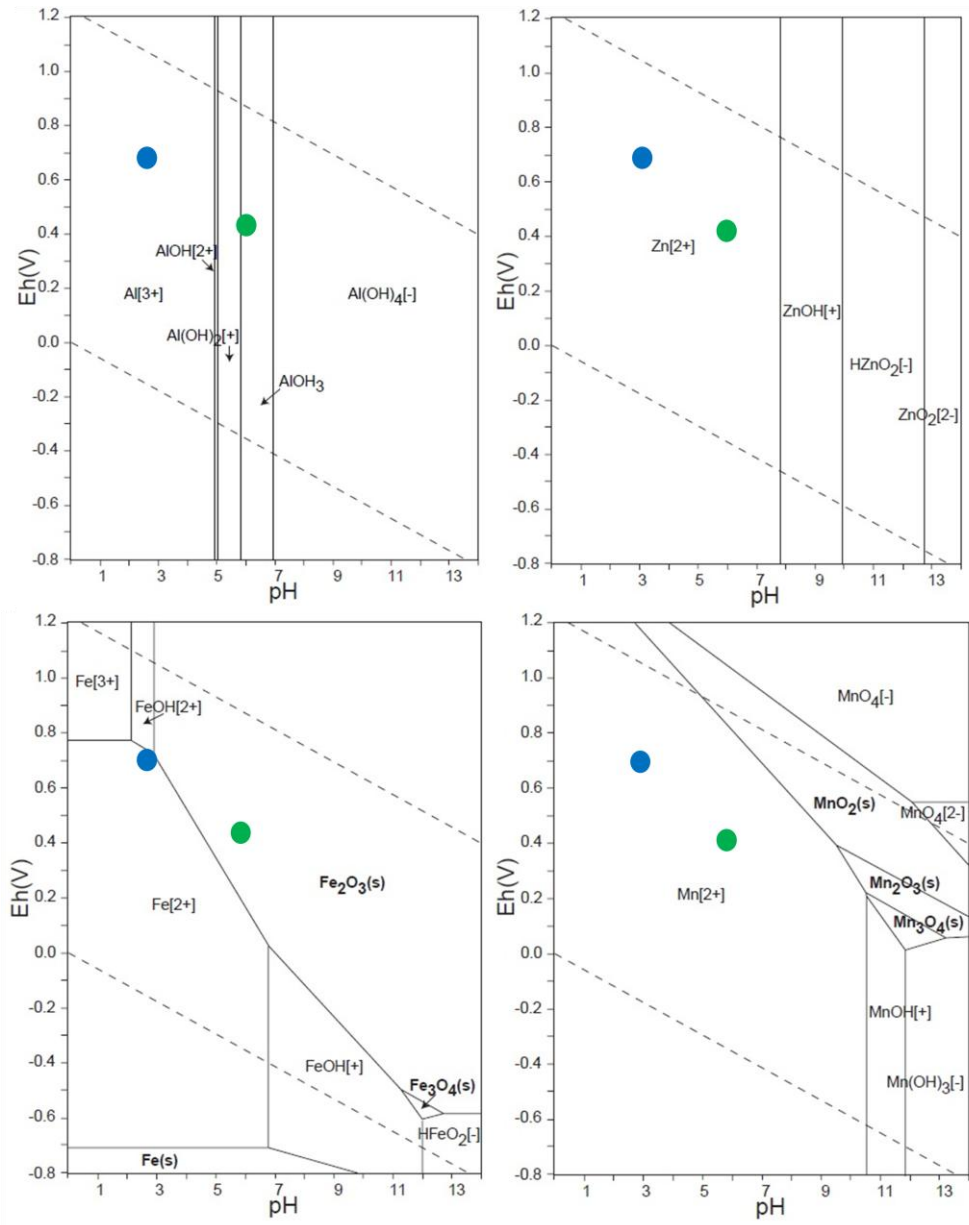 1.2
1.0
0.8
0.6
0.4
0.2
0.0
-0.2
-0.4
-0.6
-0.8
Eh(V)
AlOH[2+]
Al[3+]
Al(OH)4[-]
Al(OH)2[+]
AlOH3
1 3 5 7 9 11 13
pH
1.2
1.0
0.8
0.6
0.4
0.2
0.0
-0.2
-0.4
-0.6
-0.8
Eh(V)
Zn[2+]
ZnOH[+]
HZnO2[-]
ZnO2[2-]
1 3 5 7 9 11 13
pH
1.2
1.0
0.8
0.6
0.4
0.2
0.0
-0.2
-0.4
-0.6
-0.8
Eh(V)
Fe[3+]
FeOH[2+]
Fe2O3(s)
Fe[2+]
FeOH[+]
Fe3O4(s)
HFeO2[-]
Fe(s)
1 3 5 7 9 11 13
pH
1.2
1.0
0.8
0.6
0.4
0.2
0.0
-0.2
-0.4
-0.6
-0.8
Eh(V)
MnO4[-]
MnO2(s)
MnO4[2-]
Mn2O3(s)
Mn[2+]
Mn3O4(s)
MnOH[+]
Mn(OH)3[-]
1 3 5 7 9 11 13
pH